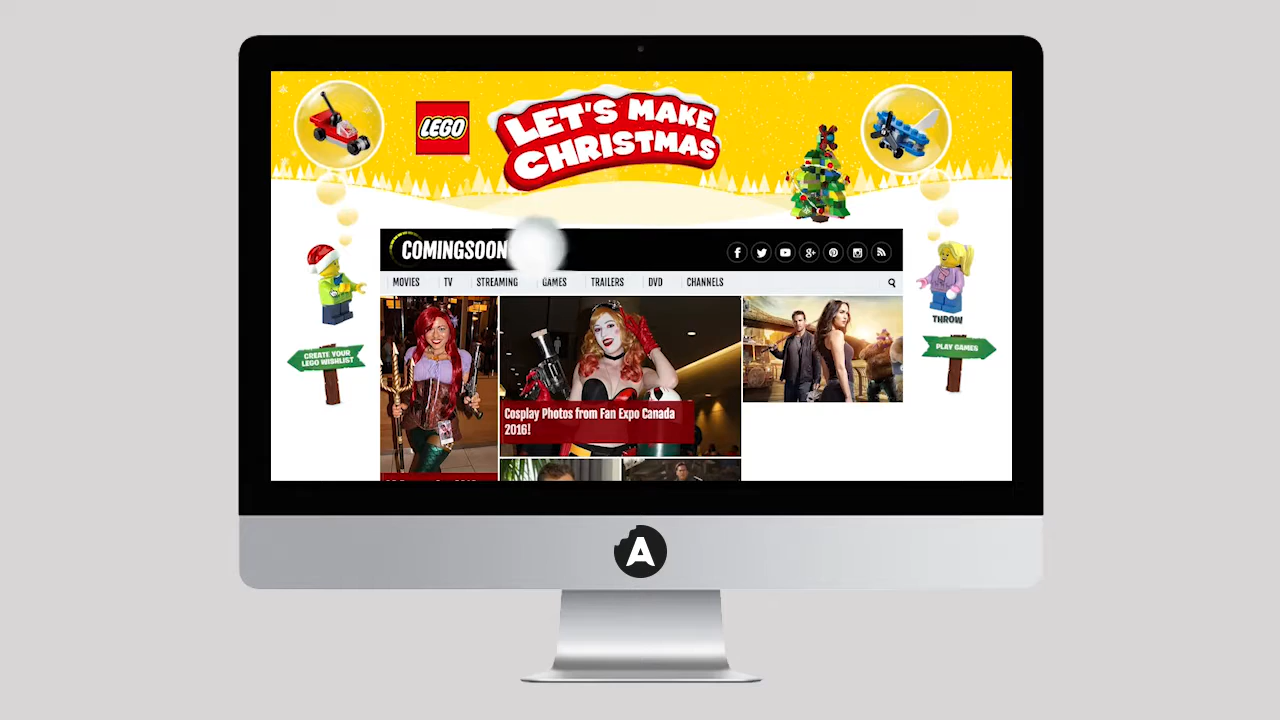 LEGO
LET'S MAKE
CHRISTMAS
COMINGSOON
MOVIES
TV
STREAMING
GAMES
TRAILERS
DVD
CHANNELS
THROW
CREATE YOUR
LEGO WISHLIST
PLAY GAMES
Cosplay Photos from Fan Expo Canada
2016!
A